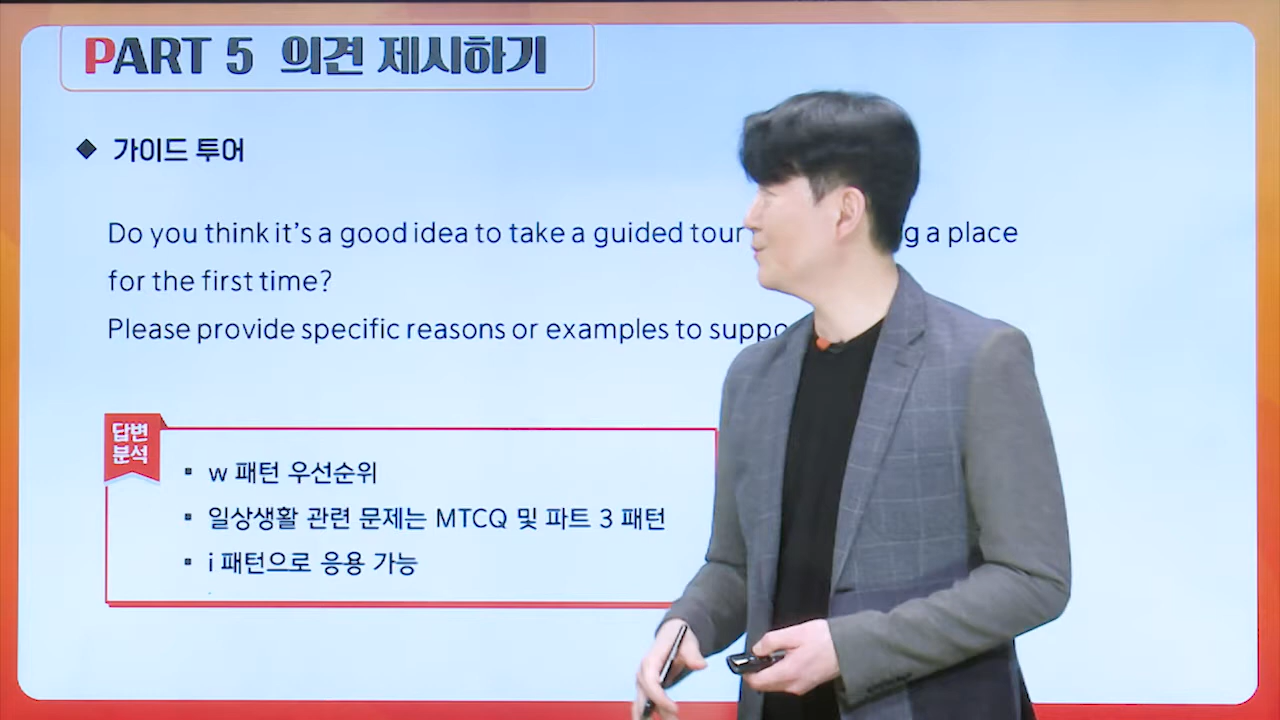 PART 5 의견 제시하기
◆ 가이드 투어
Do you think it's a good idea to take a guided tour a place
for the first time?
Please provide specific reasons or examples to
답변
분석
▪ w 패턴 우선순위
▪ 일상생활 관련 문제는 MTCQ 및 파트 3 패턴
▪ i 패턴으로 응용 가능